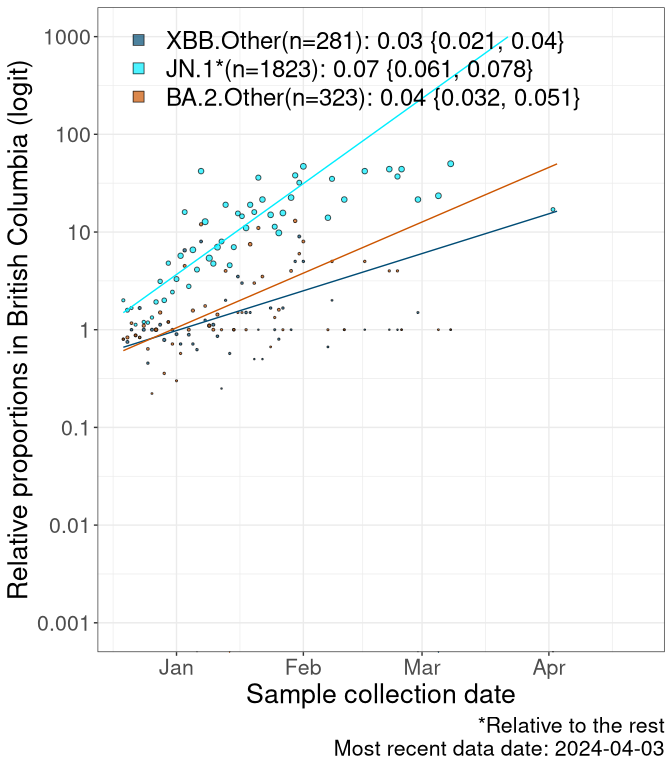 XBB.Other(n=281): 0.03 {0.021, 0.04}
JN.1*(n=1823): 0.07 {0.061, 0.078}
BA.2.Other(n=323): 0.04 {0.032, 0.051}
Relative proportions in British Columbia (logit)
1000
100
10
1
0.1
0.01
0.001
Jan Feb Mar Apr
Sample collection date
*Relative to the rest
Most recent data date: 2024-04-03